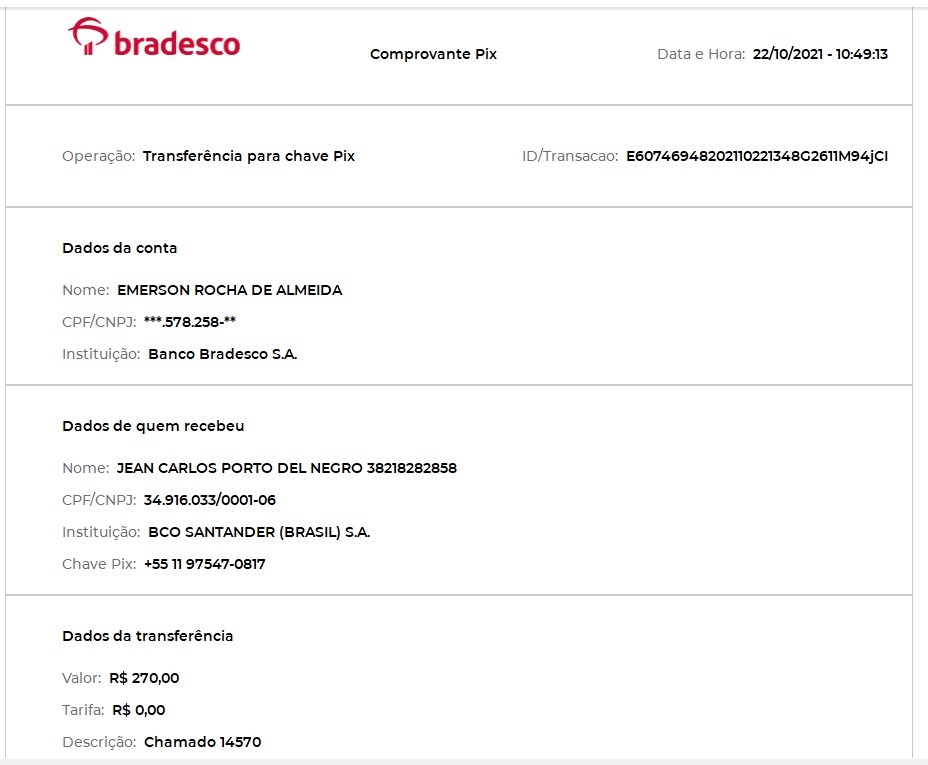 bradesco
Comprovante Pix
Data e Hora: 22/10/2021 - 10:49:13
Operação: Transferência para chave Pix
ID/Transacao: E60746948202110221348G2611M94jCI
Dados da conta
Nome: EMERSON ROCHA DE ALMEIDA
CPF/CNPJ: ***.578.258-**
Instituição: Banco Bradesco S.A.
Dados de quem recebeu
Nome: JEAN CARLOS PORTO DEL NEGRO 38218282858
CPF/CNPJ: 34.916.033/0001-06
Instituição: BCO SANTANDER (BRASIL) S.A.
Chave Pix: +55 11 97547-0817
Dados da transferência
Valor: R$ 270,00
Tarifa: R$ 0,00
Descrição: Chamado 14570